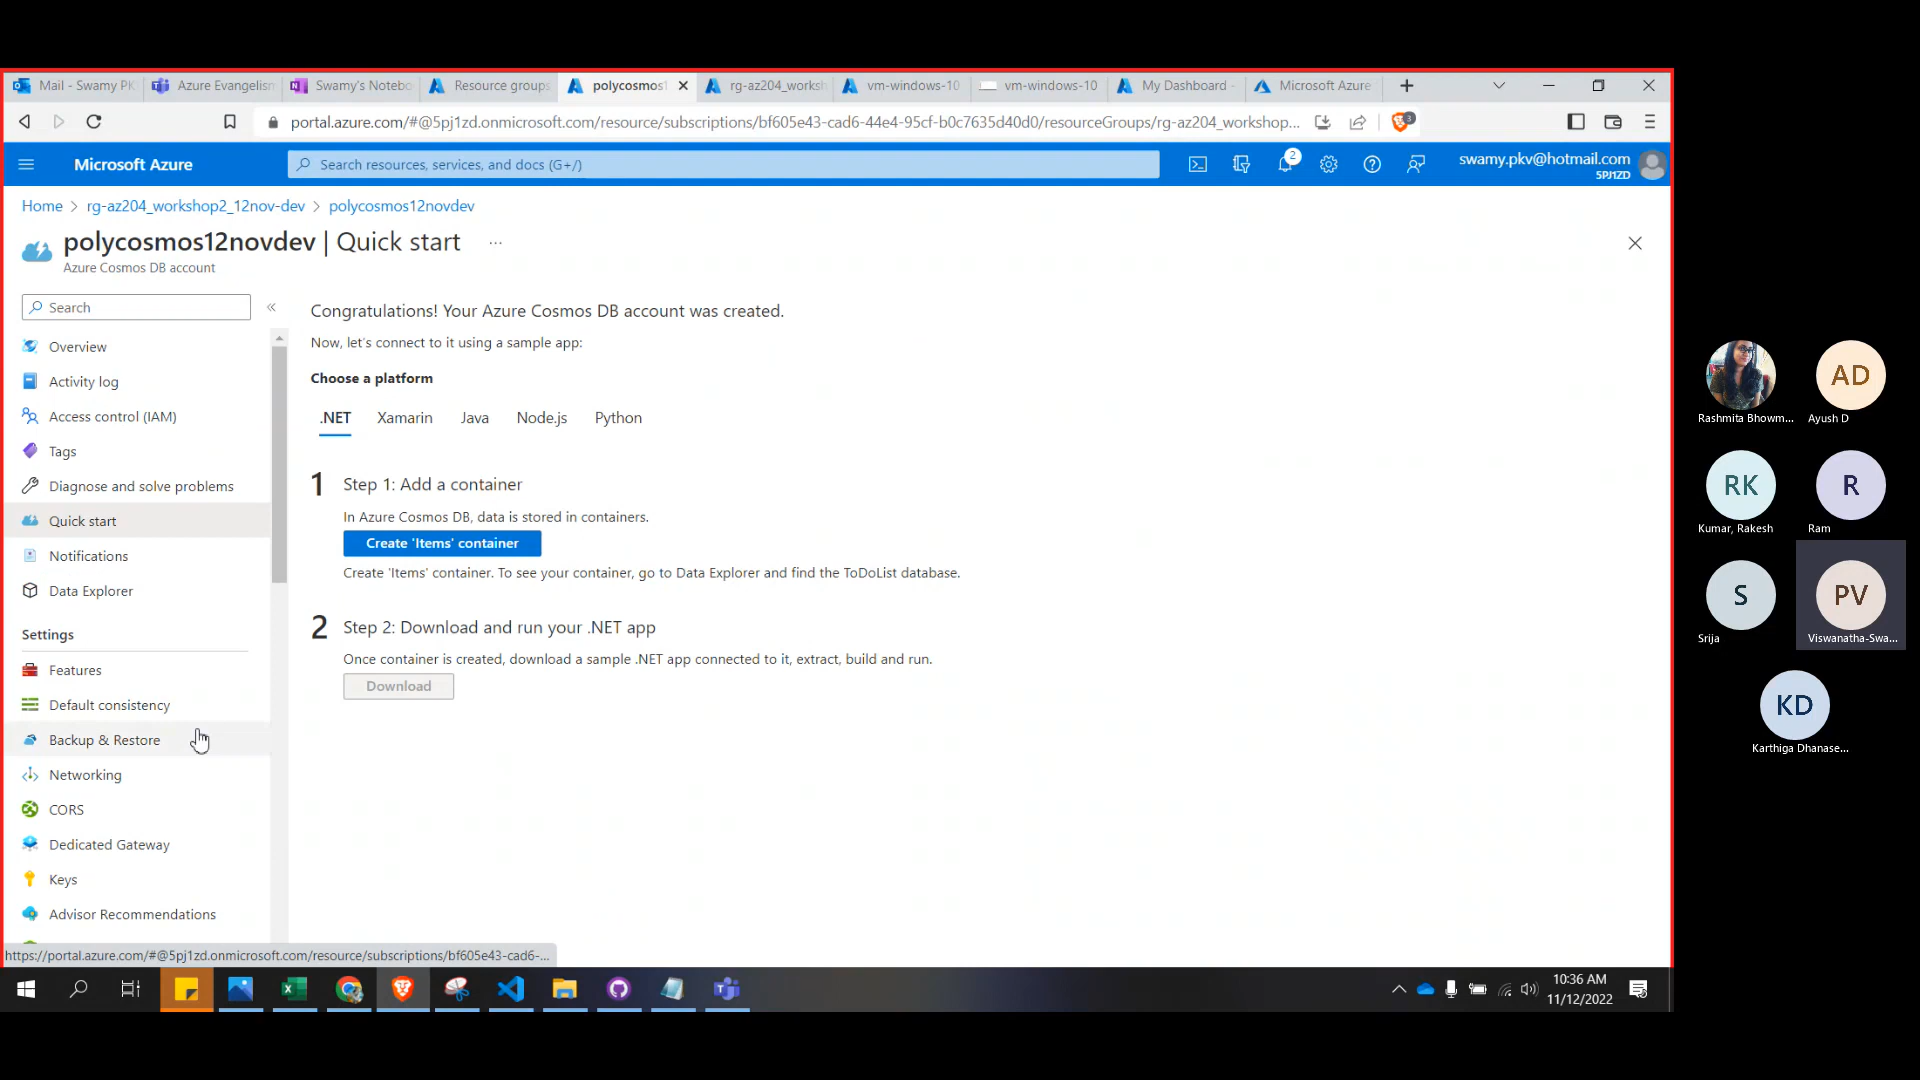 Mail - Swamy PK
Azure Evangelism
Swamy's Notebo
Resource groups
polycosmos1
rg-az204_worksh
vm-windows-10
vm-windows-10
My Dashboard -
Microsoft Azure
portal.azure.com/#@5pj1zd.onmicrosoft.com/resource/subscriptions/bf605e43-cad6-44e4-95cf-b0c7635d40d0/resourceGroups/rg-az204_workshop...
3
Microsoft Azure
Search resources, services, and docs (G+/)
2
swamy.pkv@hotmail.com
5PJ1ZD
Home > rg-az204_workshop2_12nov-dev > polycosmos12novdev
polycosmos12novdev | Quick start ...
Azure Cosmos DB account
Search
«
Overview
Activity log
Access control (IAM)
Tags
Diagnose and solve problems
Quick start
Notifications
Data Explorer
Settings
Features
Default consistency
Backup & Restore
Networking
CORS
Dedicated Gateway
Keys
Advisor Recommendations
Congratulations! Your Azure Cosmos DB account was created.
Now, let's connect to it using a sample app:
Choose a platform
.NET Xamarin Java Node.js Python
1 Step 1: Add a container
In Azure Cosmos DB, data is stored in containers.
Create 'Items' container
Create 'Items' container. To see your container, go to Data Explorer and find the ToDoList database.
2 Step 2: Download and run your .NET app
Once container is created, download a sample .NET app connected to it, extract, build and run.
Download
https://portal.azure.com/#@5pj1zd.onmicrosoft.com/resource/subscriptions/bf605e43-cad6-...
10:36 AM
11/12/2022
Rashmita Bhowm...
AD
Ayush D
RK
Kumar, Rakesh
R
Ram
S
Srija
PV
Viswanatha-Swa...
KD
Karthiga Dhanase...